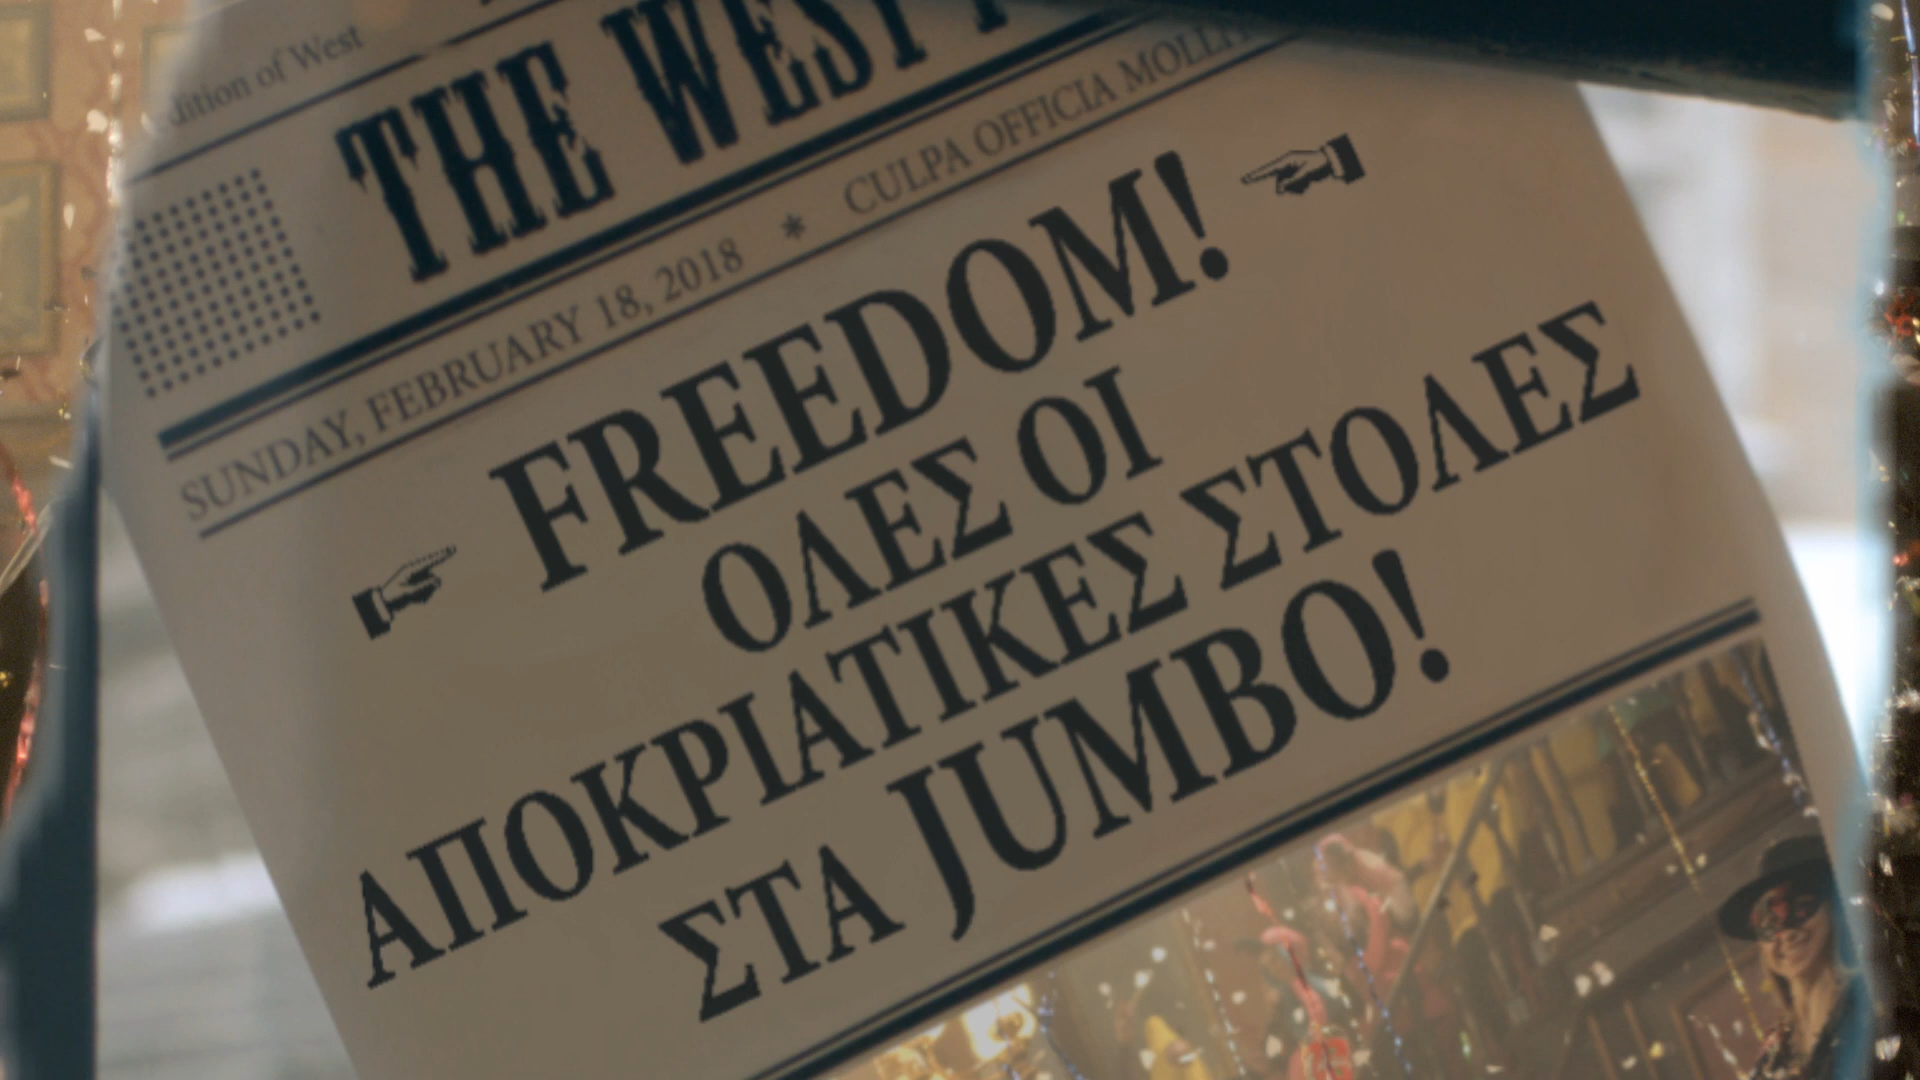 dition of West
THE WEST
SUNDAY, FEBRUARY 18, 2018 * CULPA OFFICIA
FREEDOM!
ΟΛΕΣ ΟΙ
ΑΠΟΚΡΙΑΤΙΚΕΣ ΣΤΟΛΕΣ
ΣΤΑ JUMBO!